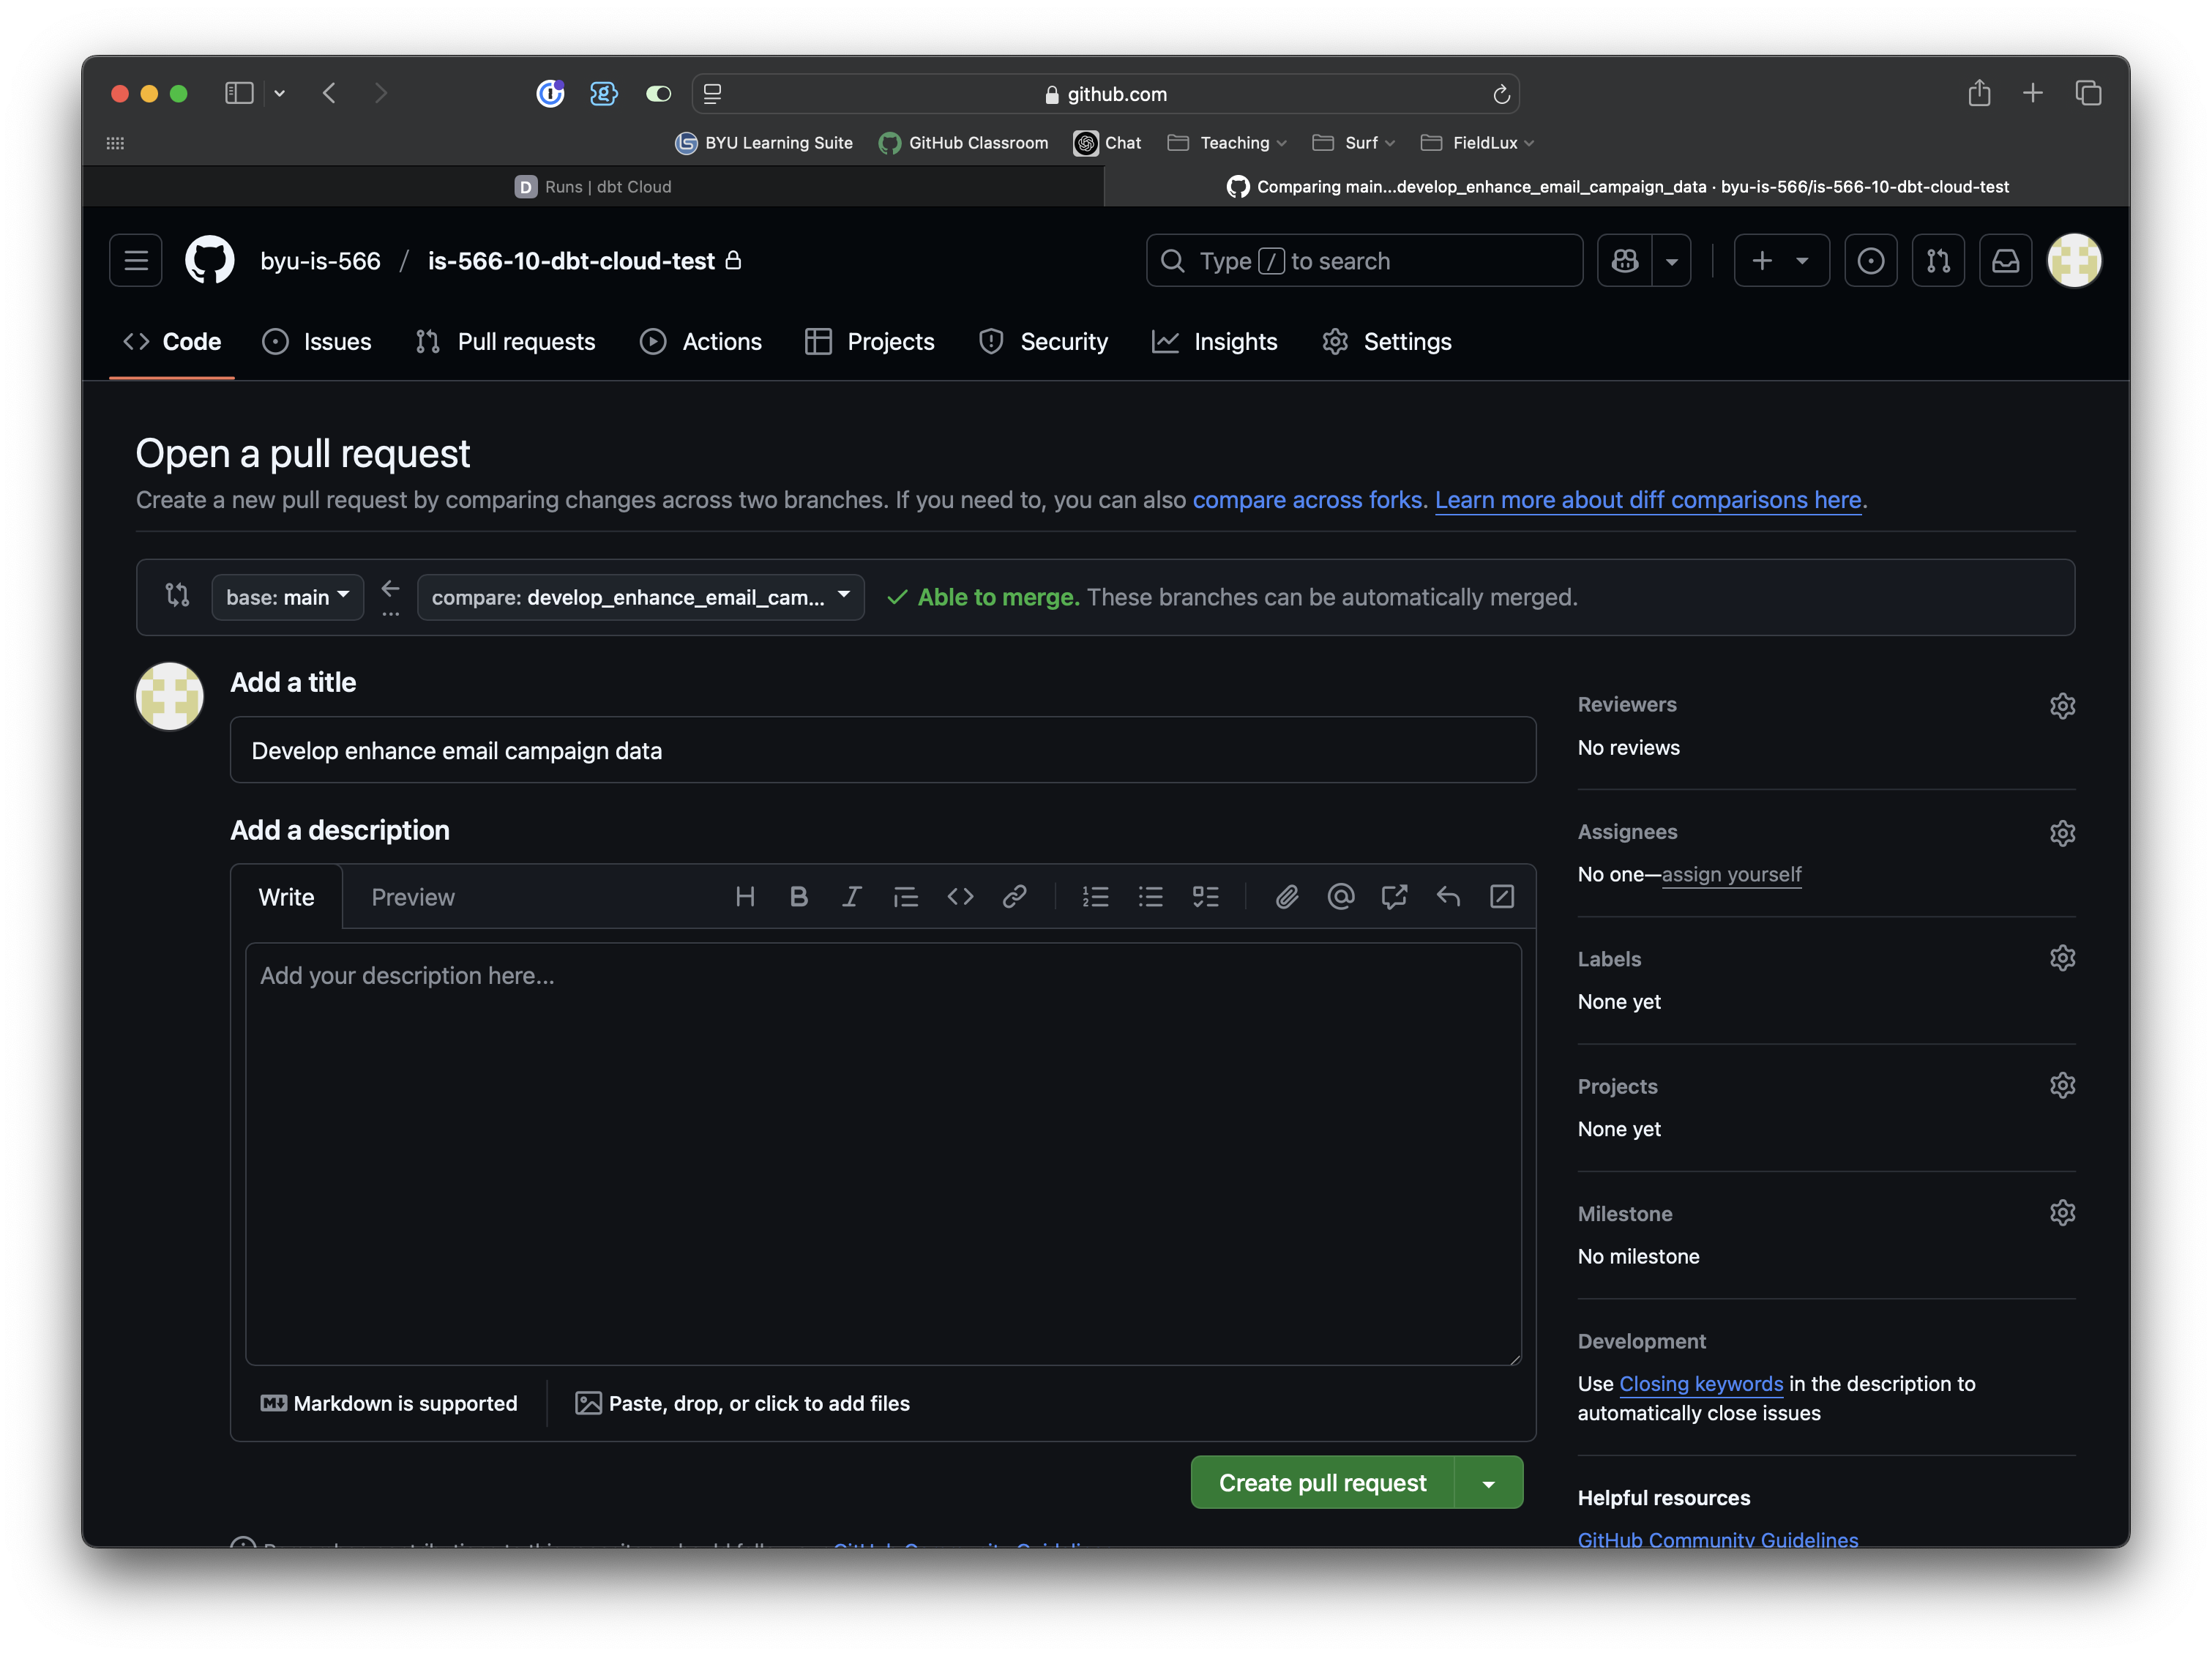 github.com
BYU Learning Suite
GitHub Classroom
Chat
Teaching
Surf
FieldLux
D Runs | dbt Cloud
Comparing main...develop_enhance_email_campaign_data · byu-is-566/is-566-10-dbt-cloud-test
byu-is-566 / is-566-10-dbt-cloud-test
Type / to search
Code
Issues
Pull requests
Actions
Projects
Security
Insights
Settings
Open a pull request
Create a new pull request by comparing changes across two branches. If you need to, you can also compare across forks. Learn more about diff comparisons here.
base: main
compare: develop_enhance_email_cam...
Able to merge. These branches can be automatically merged.
Add a title
Develop enhance email campaign data
Add a description
Write
Preview
Add your description here...
Markdown is supported
Paste, drop, or click to add files
Create pull request
Reviewers
No reviews
Assignees
No one—assign yourself
Labels
None yet
Projects
None yet
Milestone
No milestone
Development
Use Closing keywords in the description to
automatically close issues
Helpful resources
GitHub Community Guidelines